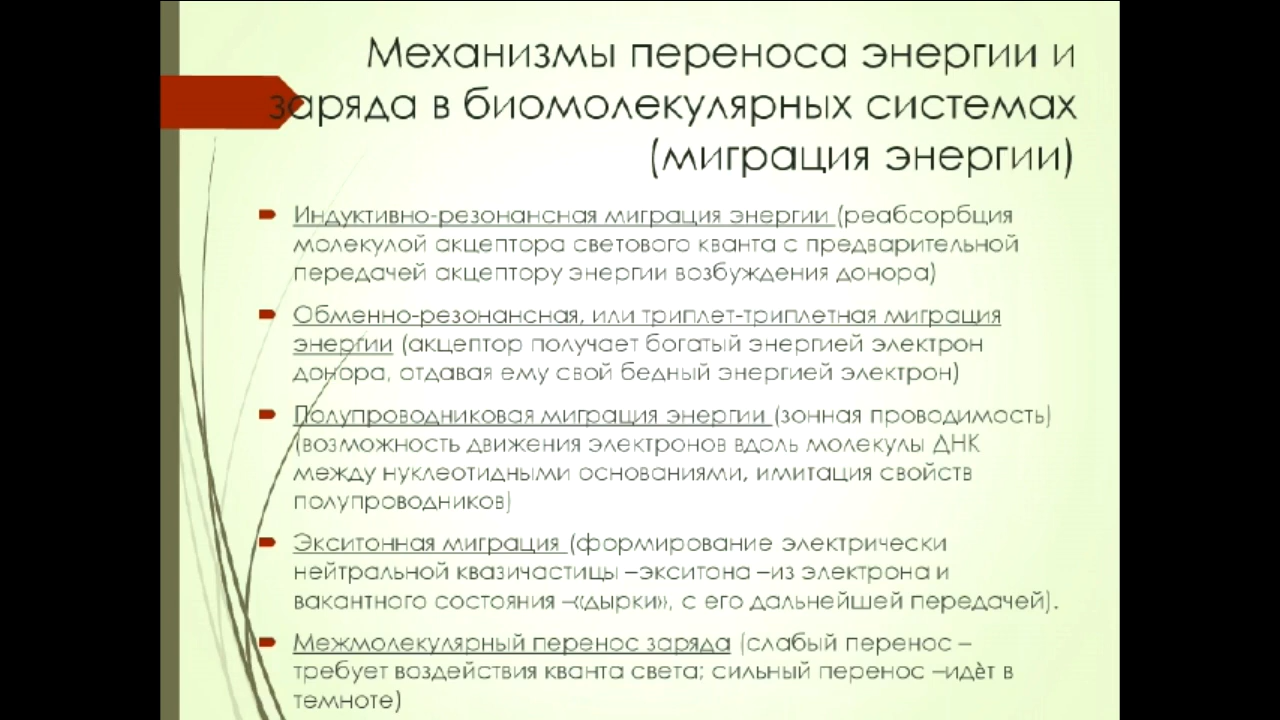 Механизмы переноса энергии и
заряда в биомолекулярных системах
(миграция энергии)
Индуктивно-резонансная миграция энергии (реабсорбция
молекулой акцептора светового кванта с предварительной
передачей акцептору энергии возбуждения донора)
Обменно-резонансная, или триплет-триплетная миграция
энергии (акцептор получает богатый энергией электрон
донора, отдавая ему свой бедный энергией электрон)
Полупроводниковая миграция энергии (зонная проводимость)
(возможность движения электронов вдоль молекулы ДНК
между нуклеотидными основаниями, имитация свойств
полупроводников)
Экситонная миграция (формирование электрически
нейтральной квазичастицы –экситона –из электрона и
вакантного состояния –«дырки», с его дальнейшей передачей).
Межмолекулярный перенос заряда (слабый перенос –
требует воздействия кванта света; сильный перенос –идѐт в
темноте)